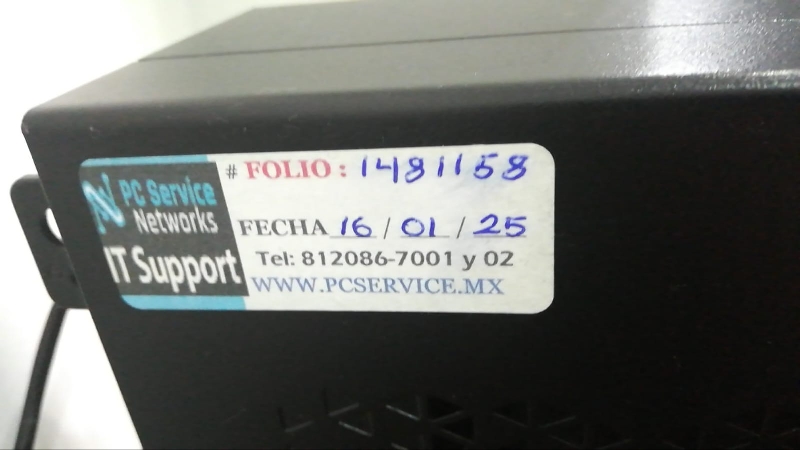 PC Service
Networks
IT Support
# FOLIO: 1481158
FECHA 16 / 01 / 25
Tel: 812086-7001 y 02
WWW.PCSERVICE.MX